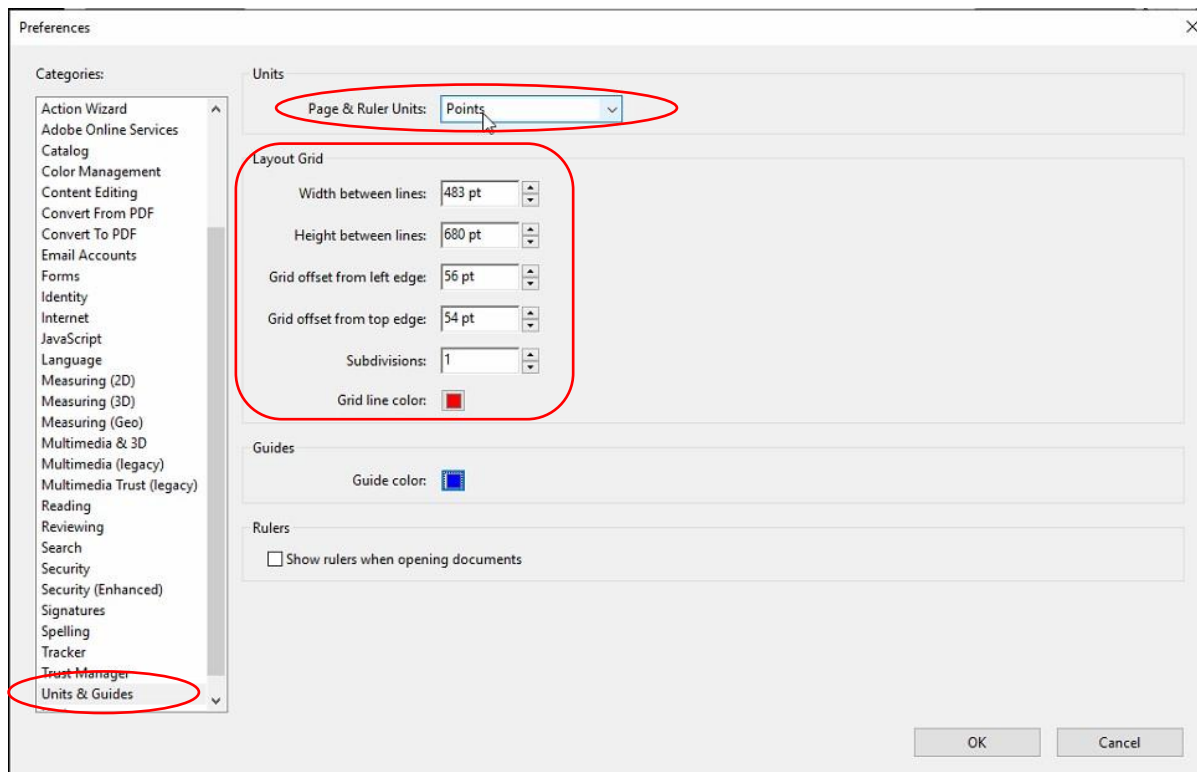 Preferences
Categories:
Action Wizard
Adobe Online Services
Catalog
Color Management
Content Editing
Convert From PDF
Convert To PDF
Email Accounts
Forms
Identity
Internet
JavaScript
Language
Measuring (2D)
Measuring (3D)
Measuring (Geo)
Multimedia & 3D
Multimedia (legacy)
Multimedia Trust (legacy)
Reading
Reviewing
Search
Security
Security (Enhanced)
Signatures
Spelling
Tracker
Trust Manager
Units & Guides
Units
Page & Ruler Units: Points
Layout Grid
Width between lines: 483 pt
Height between lines: 680 pt
Grid offset from left edge: 56 pt
Grid offset from top edge: 54 pt
Subdivisions: 1
Grid line color:
Guides
Guide color:
Rulers
Show rulers when opening documents
OK Cancel